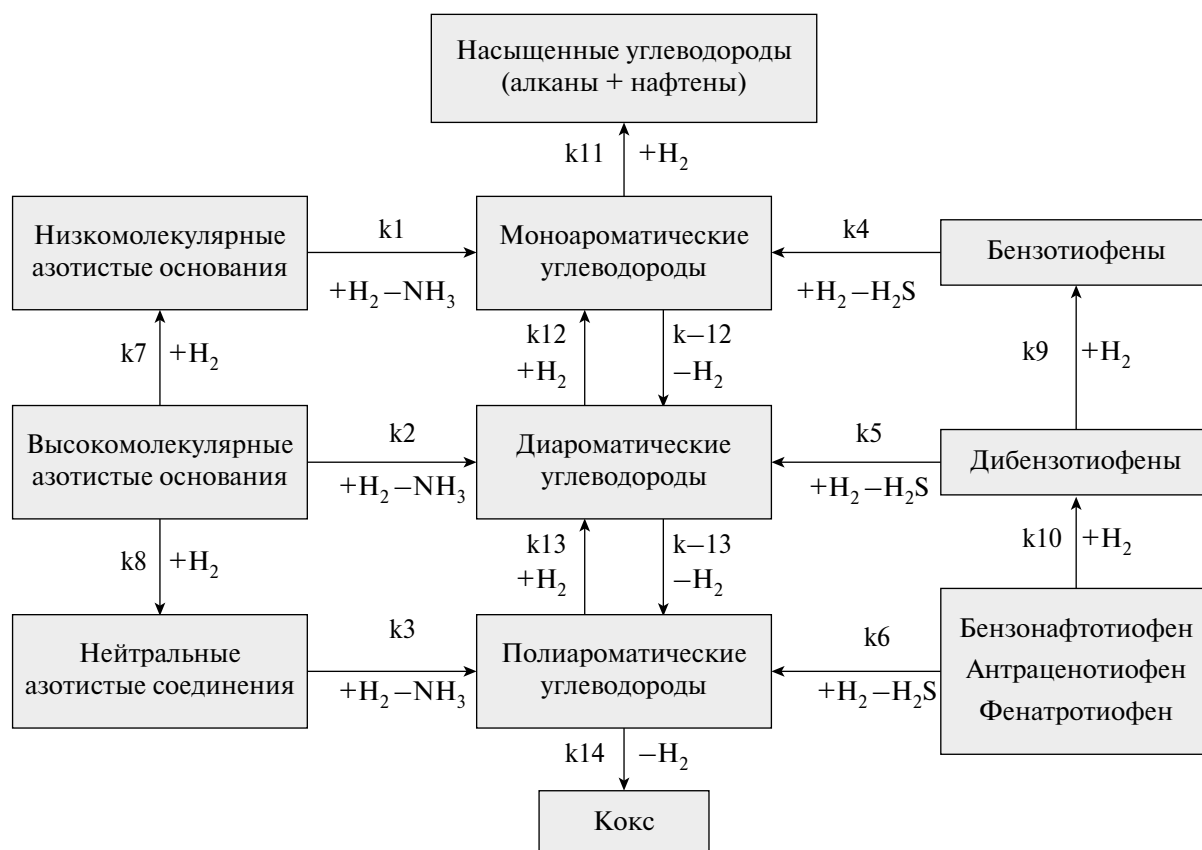 Насыщенные углеводороды
(алканы + нафтены)
k11
+H₂
Низкомолекулярные
азотистые основания
k1
+H₂–NH₃
Моноароматические
углеводороды
k4
+H₂–H₂S
Бензотиофены
k7
+H₂
k12
+H₂
k–12
–H₂
k9
+H₂
Высокомолекулярные
азотистые основания
k2
+H₂–NH₃
Диароматические
углеводороды
k5
+H₂–H₂S
Дибензотиофены
k8
+H₂
k13
+H₂
k–13
–H₂
k10
+H₂
Нейтральные
азотистые соединения
k3
+H₂–NH₃
Полиароматические
углеводороды
k6
+H₂–H₂S
Бензонафтотиофен
Антраценотиофен
Фенатротиофен
k14
–H₂
Кокс